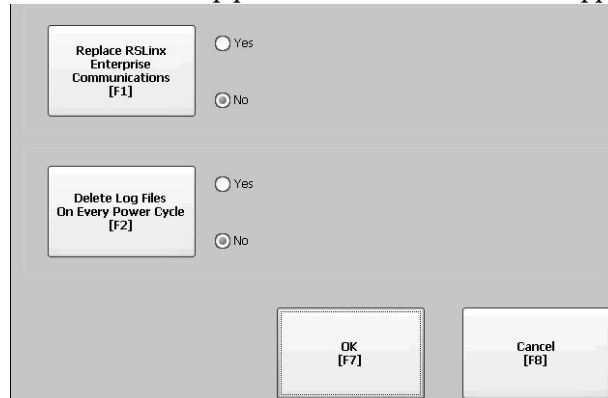 Replace RSLinx
Enterprise
Communications
[F1]
Yes
No
Delete Log Files
On Every Power Cycle
[F2]
Yes
No
OK
[F7]
Cancel
[F8]